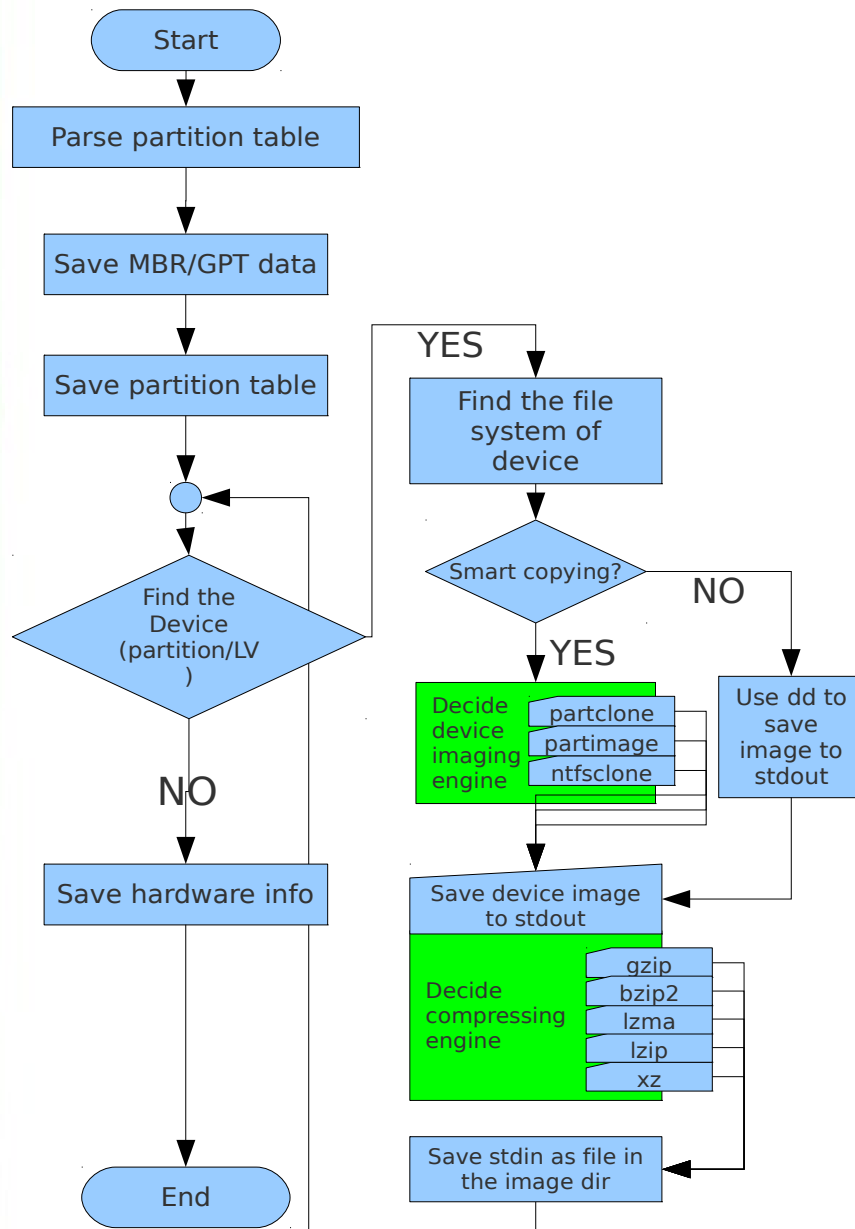 Start
Parse partition table
Save MBR/GPT data
Save partition table
Find the
Device
(partition/LV
)
NO
Save hardware info
End
YES
Find the file
system of
device
Smart copying?
NO
YES
Decide
device
imaging
engine
partclone
partimage
ntfsclone
Use dd to
save
image to
stdout
Save device image
to stdout
Decide
compressing
engine
gzip
bzip2
lzma
lzip
xz
Save stdin as file in
the image dir